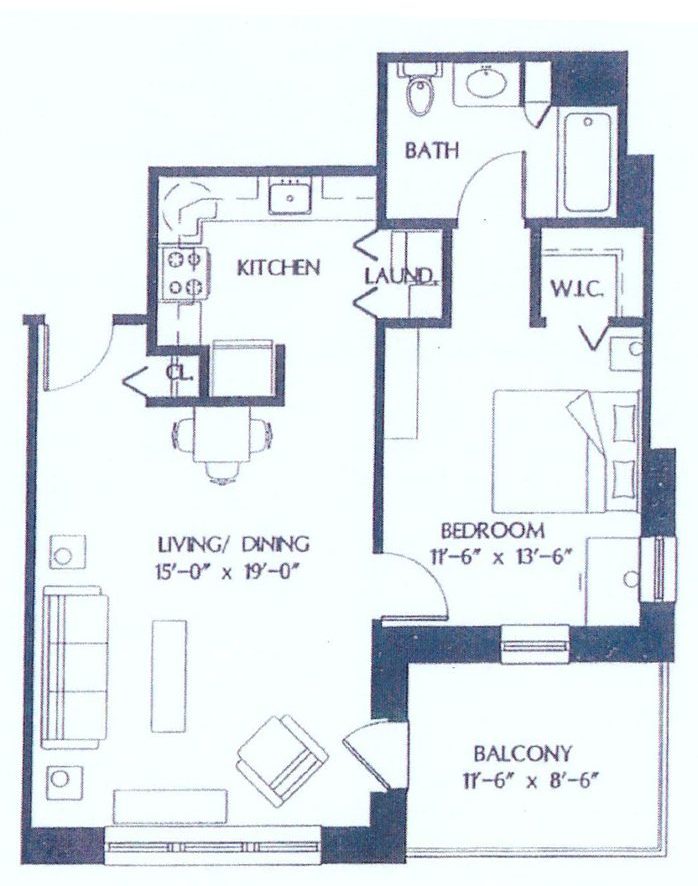 BATH
KITCHEN
LAUND.
W.I.C.
CL.
LIVING/ DINING
15'-0" x 19'-0"
BEDROOM
11'-6" x 13'-6"
BALCONY
11'-6" x 8'-6"